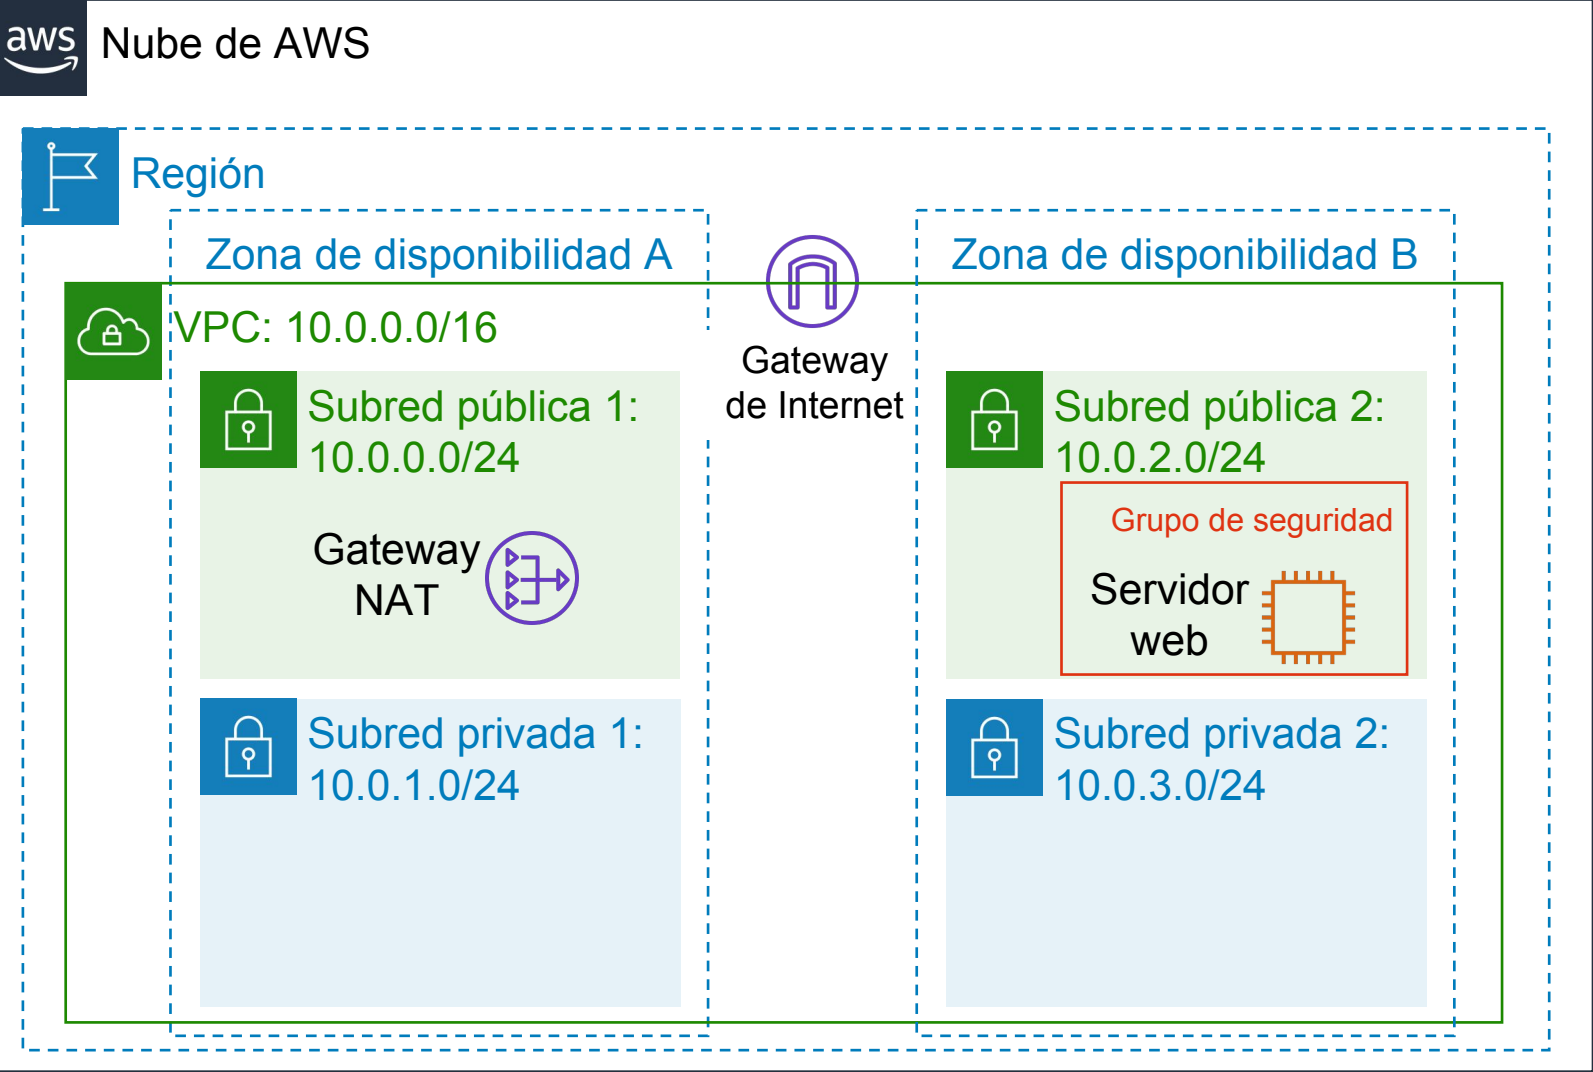 aws
Nube de AWS
Región
Zona de disponibilidad A
Zona de disponibilidad B
VPC: 10.0.0.0/16
Gateway
de Internet
Subred pública 1:
10.0.0.0/24
Subred pública 2:
10.0.2.0/24
Gateway
NAT
Grupo de seguridad
Servidor
web
Subred privada 1:
10.0.1.0/24
Subred privada 2:
10.0.3.0/24